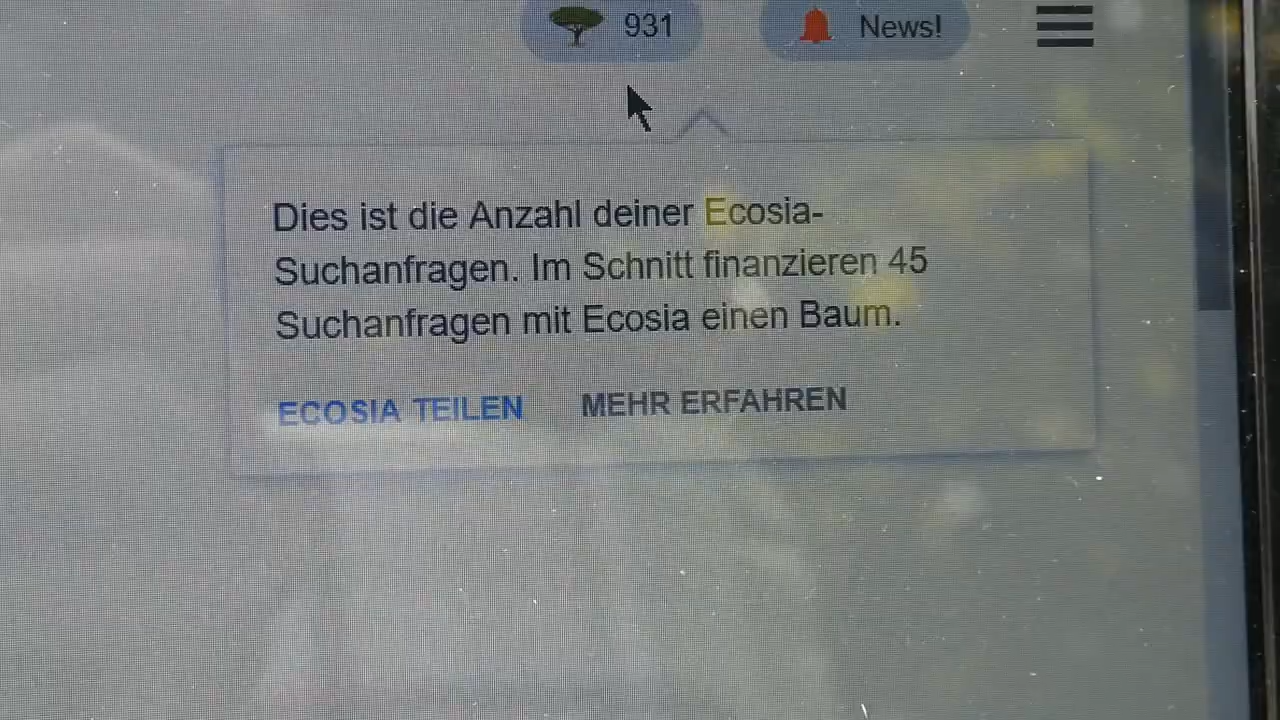 931
News!
Dies ist die Anzahl deiner Ecosia-
Suchanfragen. Im Schnitt finanzieren 45
Suchanfragen mit Ecosia einen Baum.
ECOSIA TEILEN
MEHR ERFAHREN